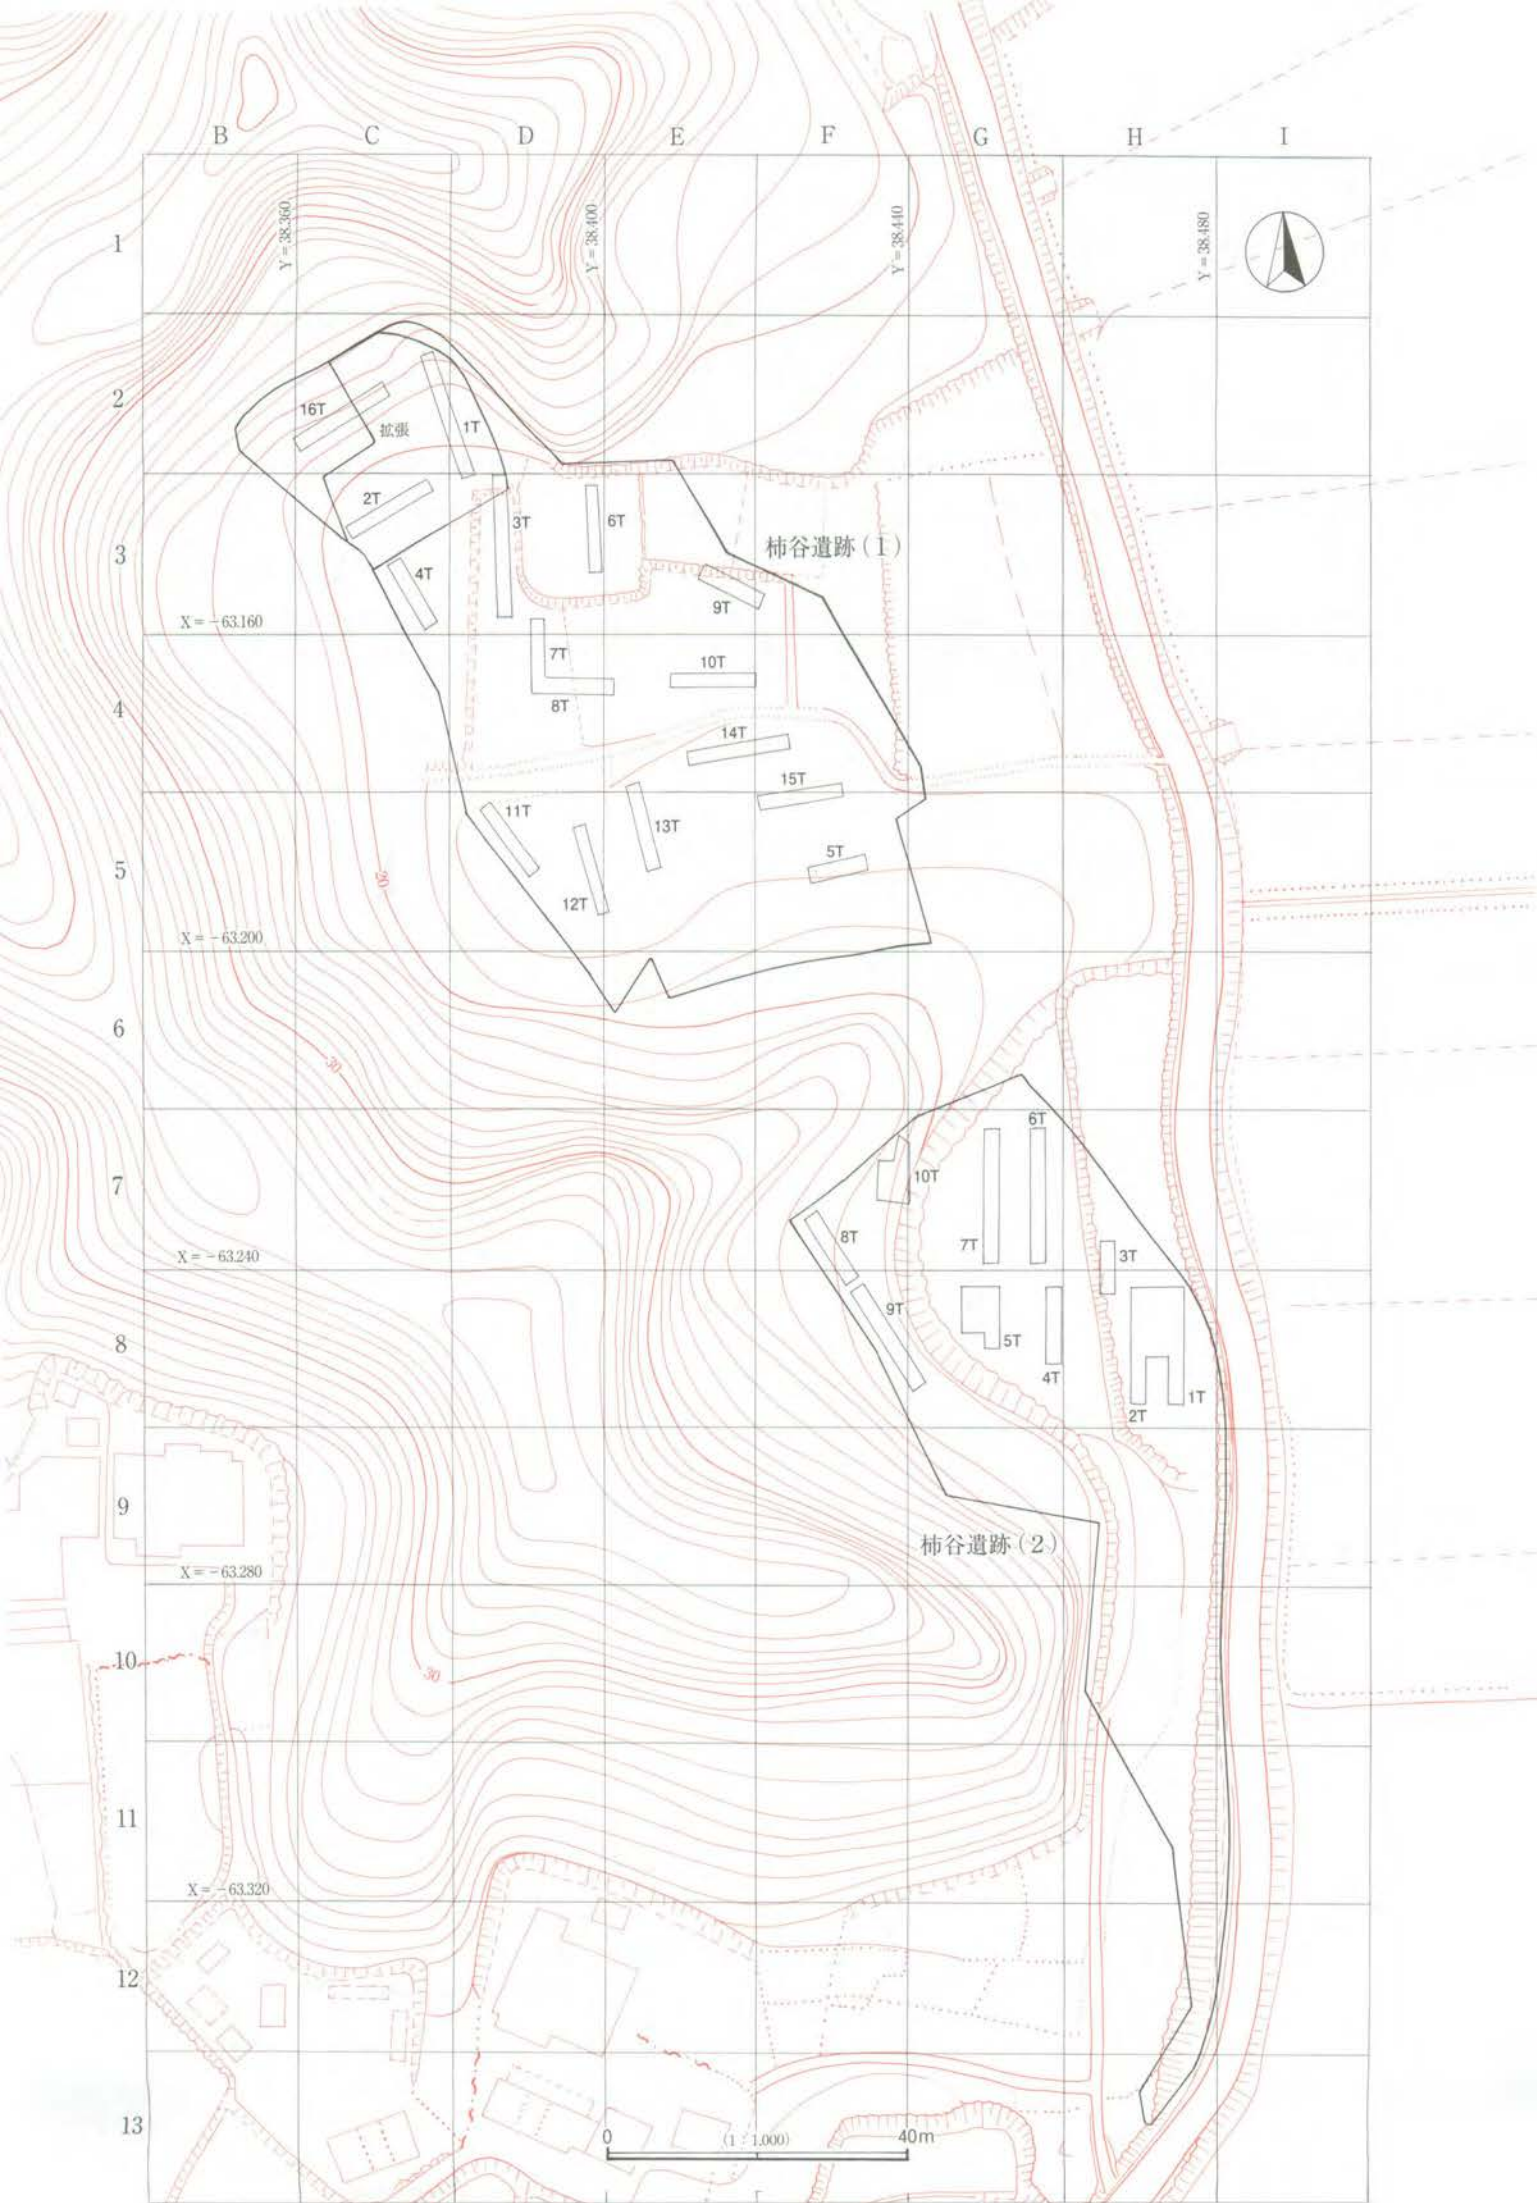 B C D E F G H I
Y = 38.360
Y = 38.400
Y = 38.440
Y = 38.480
1
2
16T
拡張
1T
2T
3T
6T
3
柿谷遺跡（1）
4T
9T
X = −63.160
7T
10T
4
8T
14T
15T
11T
13T
5T
5
20
12T
X = −63.200
6
30
6T
7
10T
8T
7T
3T
X = −63.240
9T
8
5T
4T
1T
2T
9
柿谷遺跡（2）
X = −63.280
10
30
11
X = −63.320
12
13
0 (1：1.000) 40m